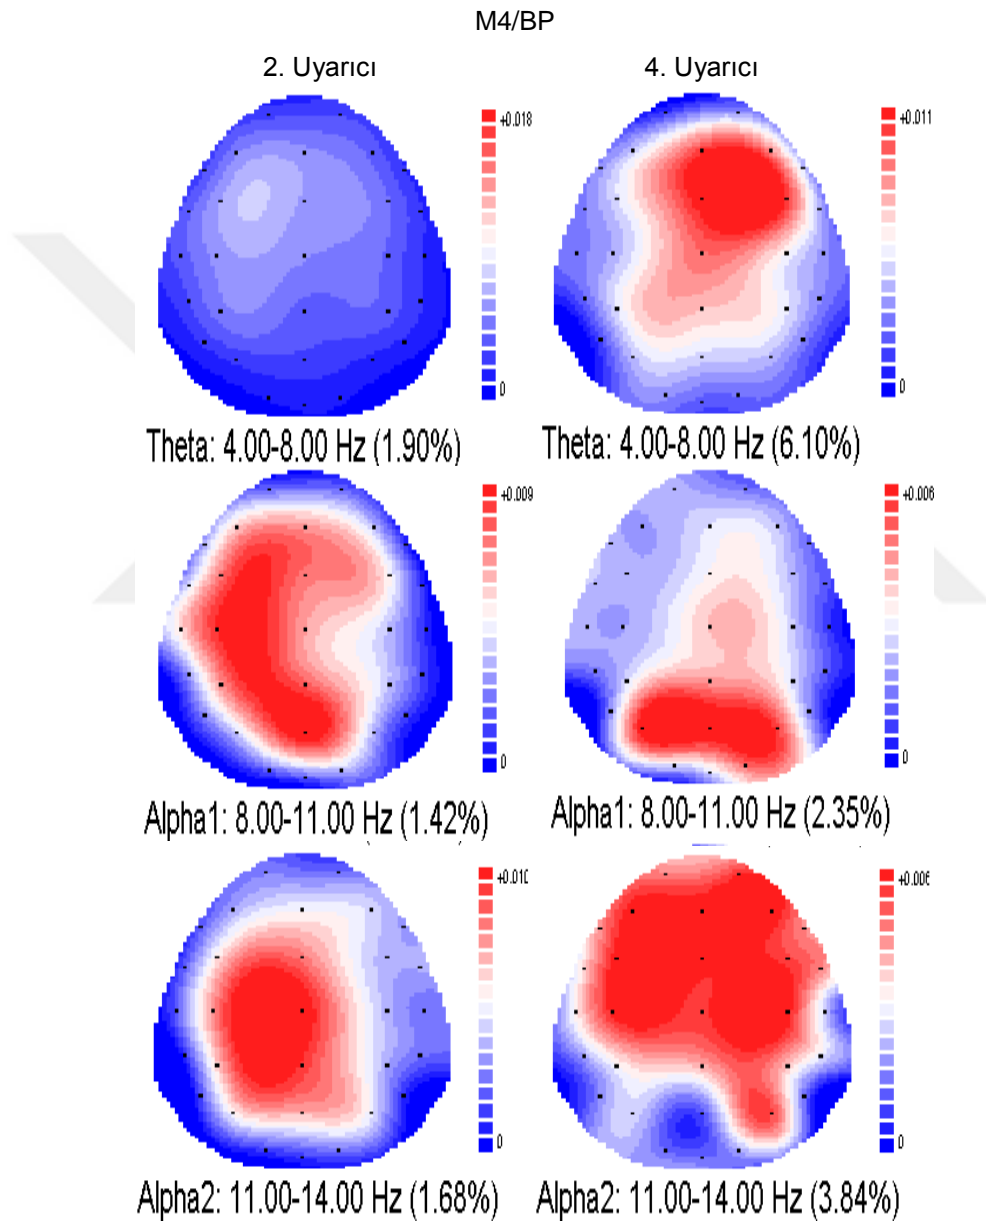 M4/BP
2. Uyarıcı 4. Uyarıcı
+0.018 +0.011
0 0
Theta: 4.00-8.00 Hz (1.90%) Theta: 4.00-8.00 Hz (6.10%)
+0.009 +0.006
0 0
Alpha1: 8.00-11.00 Hz (1.42%) Alpha1: 8.00-11.00 Hz (2.35%)
+0.010 +0.006
0 0
Alpha2: 11.00-14.00 Hz (1.68%) Alpha2: 11.00-14.00 Hz (3.84%)